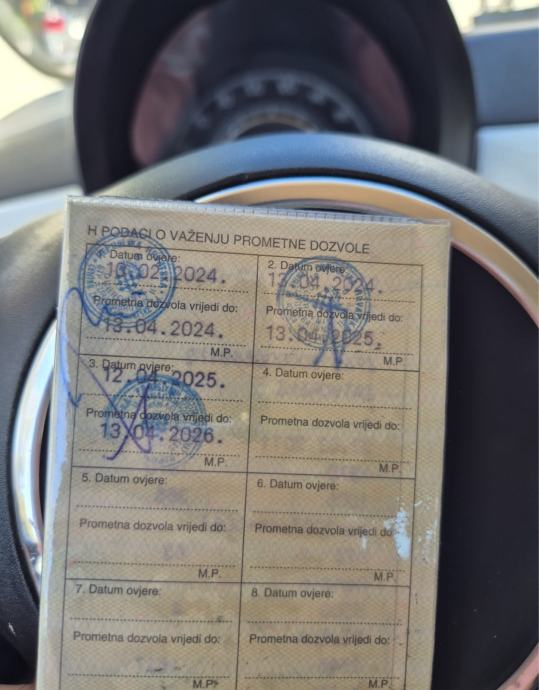 H PODACI O VAŽENJU PROMETNE DOZVOLE
1. Datum ovjere:
10.02.2024.
Prometna dozvola vrijedi do:
13.04.2024.
M.P.
2. Datum ovjere:
12.04.2024.
Prometna dozvola vrijedi do:
13.04.2025.
M.P.
3. Datum ovjere:
12.04.2025.
Prometna dozvola vrijedi do:
13.04.2026.
M.P.
4. Datum ovjere:
Prometna dozvola vrijedi do:
M.P.
5. Datum ovjere:
Prometna dozvola vrijedi do:
M.P.
6. Datum ovjere:
Prometna dozvola vrijedi do:
M.P.
7. Datum ovjere:
Prometna dozvola vrijedi do:
M.P.
8. Datum ovjere:
Prometna dozvola vrijedi do:
M.P.